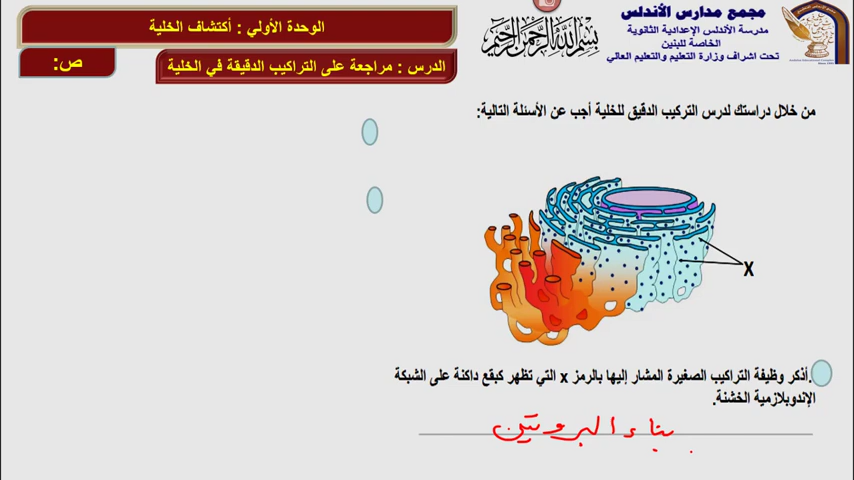 مجمع مدارس الأندلس
مدرسة الأندلس الإعدادية الثانوية
الخاصة للبنين
تحت اشراف وزارة التعليم والتعليم العالي
بسم الله الرحمن الرحيم
الوحدة الأولي : أكتشاف الخلية
الدرس : مراجعة على التراكيب الدقيقة في الخلية
ص:
من خلال دراستك لدرس التركيب الدقيق للخلية أجب عن الأسئلة التالية:
X
.أذكر وظيفة التراكيب الصغيرة المشار إليها بالرمز x التي تظهر كبقع داكنة على الشبكة
الإندوبلازمية الخشنة.
بناء البروتين